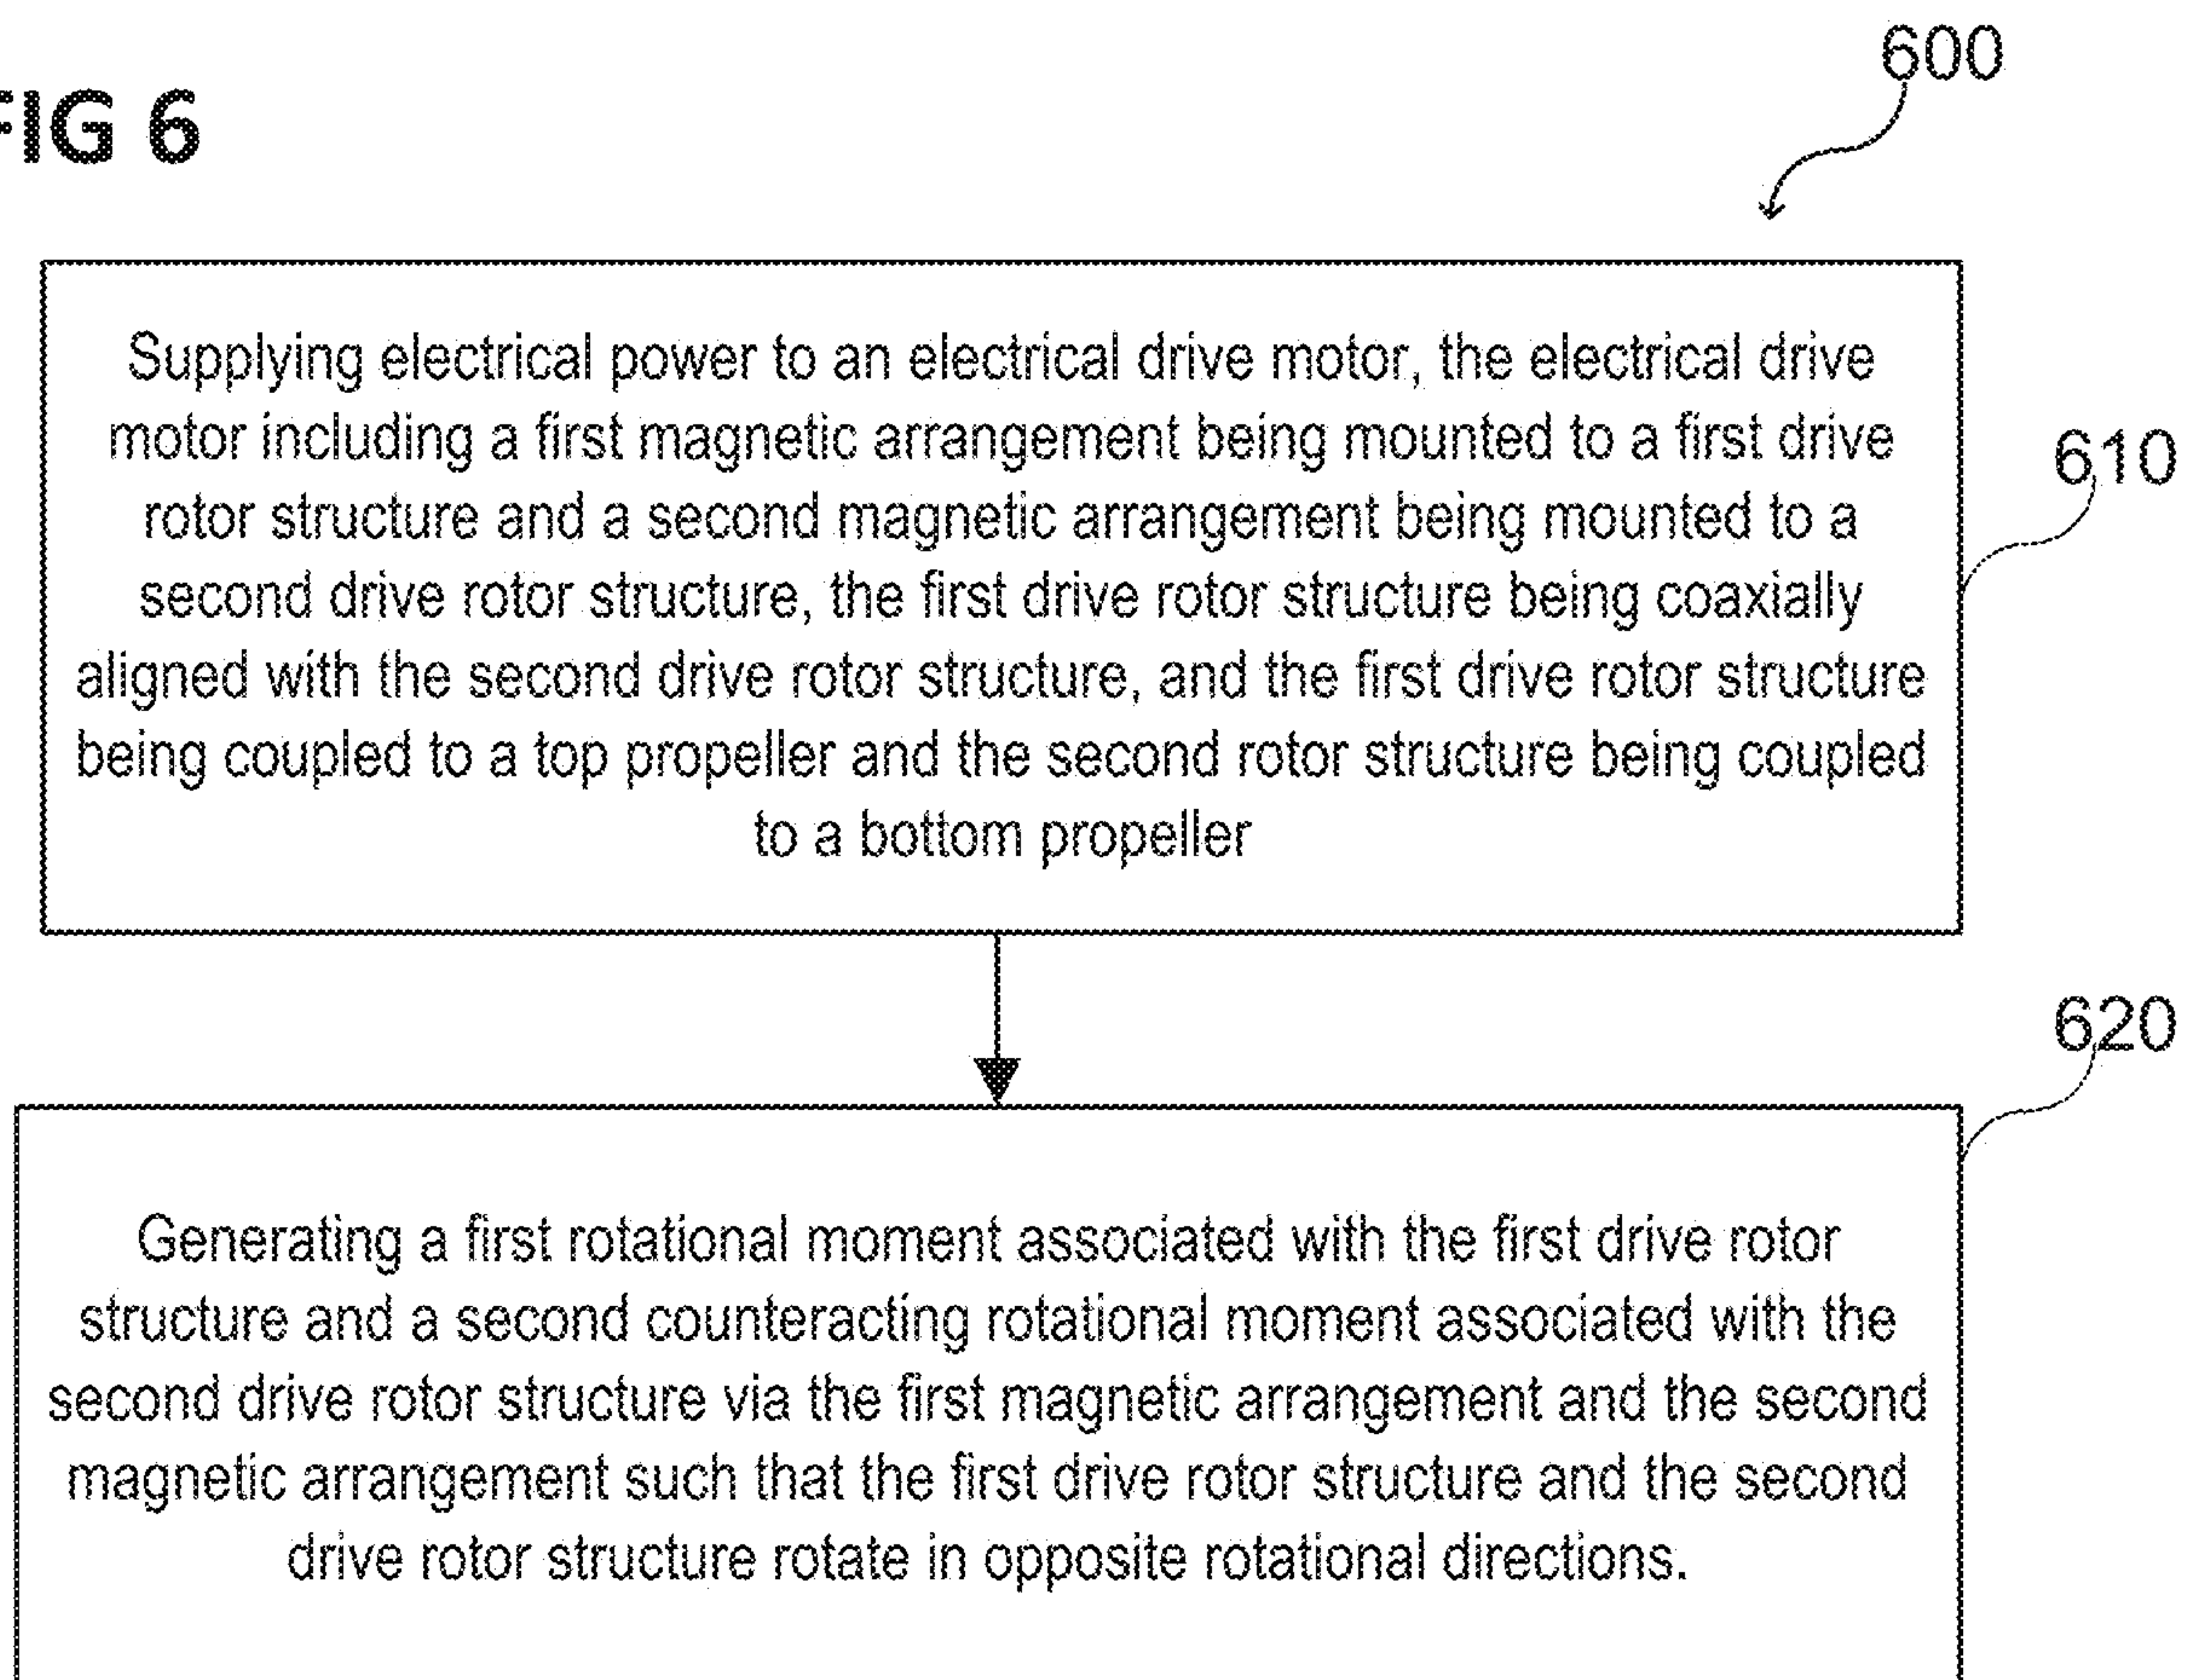 600
FIG 6
Supplying electrical power to an electrical drive motor, the electrical drive
motor including a first magnetic arrangement being mounted to a first drive
rotor structure and a second magnetic arrangement being mounted to a
second drive rotor structure, the first drive rotor structure being coaxially
aligned with the second drive rotor structure, and the first drive rotor structure
being coupled to a top propeller and the second rotor structure being coupled
to a bottom propeller
610
620
Generating a first rotational moment associated with the first drive rotor
structure and a second counteracting rotational moment associated with the
second drive rotor structure via the first magnetic arrangement and the second
magnetic arrangement such that the first drive rotor structure and the second
drive rotor structure rotate in opposite rotational directions.